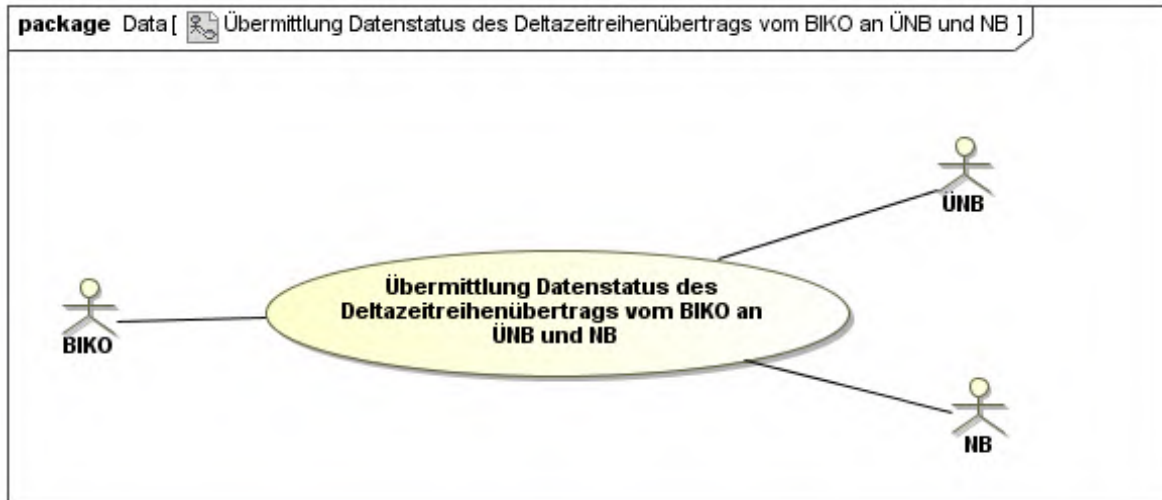 package Data [ Übermittlung Datenstatus des Deltazeitreihenübertrags vom BIKO an ÜNB und NB ]
ÜNB
Übermittlung Datenstatus des
Deltazeitreihenübertrags vom BIKO an
ÜNB und NB
BIKO
NB